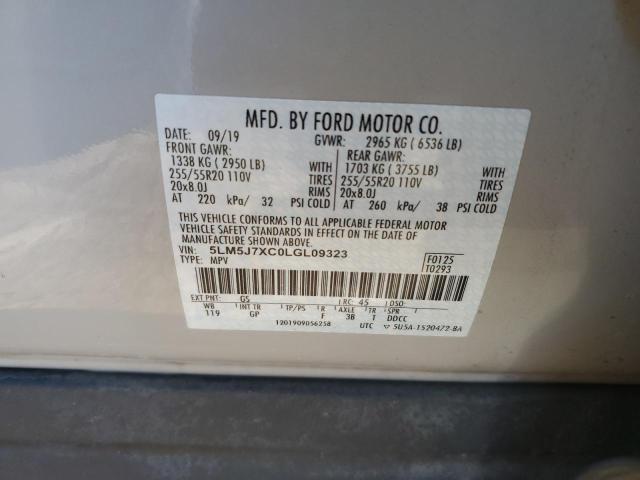 MFD. BY FORD MOTOR CO.
DATE: 09/19 GVWR: 2965 KG ( 6536 LB)
FRONT GAWR: REAR GAWR:
1338 KG ( 2950 LB) WITH 1703 KG ( 3755 LB) WITH
255/55R20 110V TIRES 255/55R20 110V TIRES
20x8.0J RIMS 20x8.0J RIMS
AT 220 kPa/ 32 PSI COLD AT 260 kPa/ 38 PSI COLD
THIS VEHICLE CONFORMS TO ALL APPLICABLE FEDERAL MOTOR
VEHICLE SAFETY STANDARDS IN EFFECT ON THE DATE OF
MANUFACTURE SHOWN ABOVE.
VIN: 5LM5J7XC0LGL09323 F0125
TYPE: MPV T0293
EXT PNT: G5 RC: 45 DSO:
WB INT TR TP/PS R AXLE TR SPR
119 GP F 3B T DDCC
1201909056258 UTC 5U5A-1520472-BA